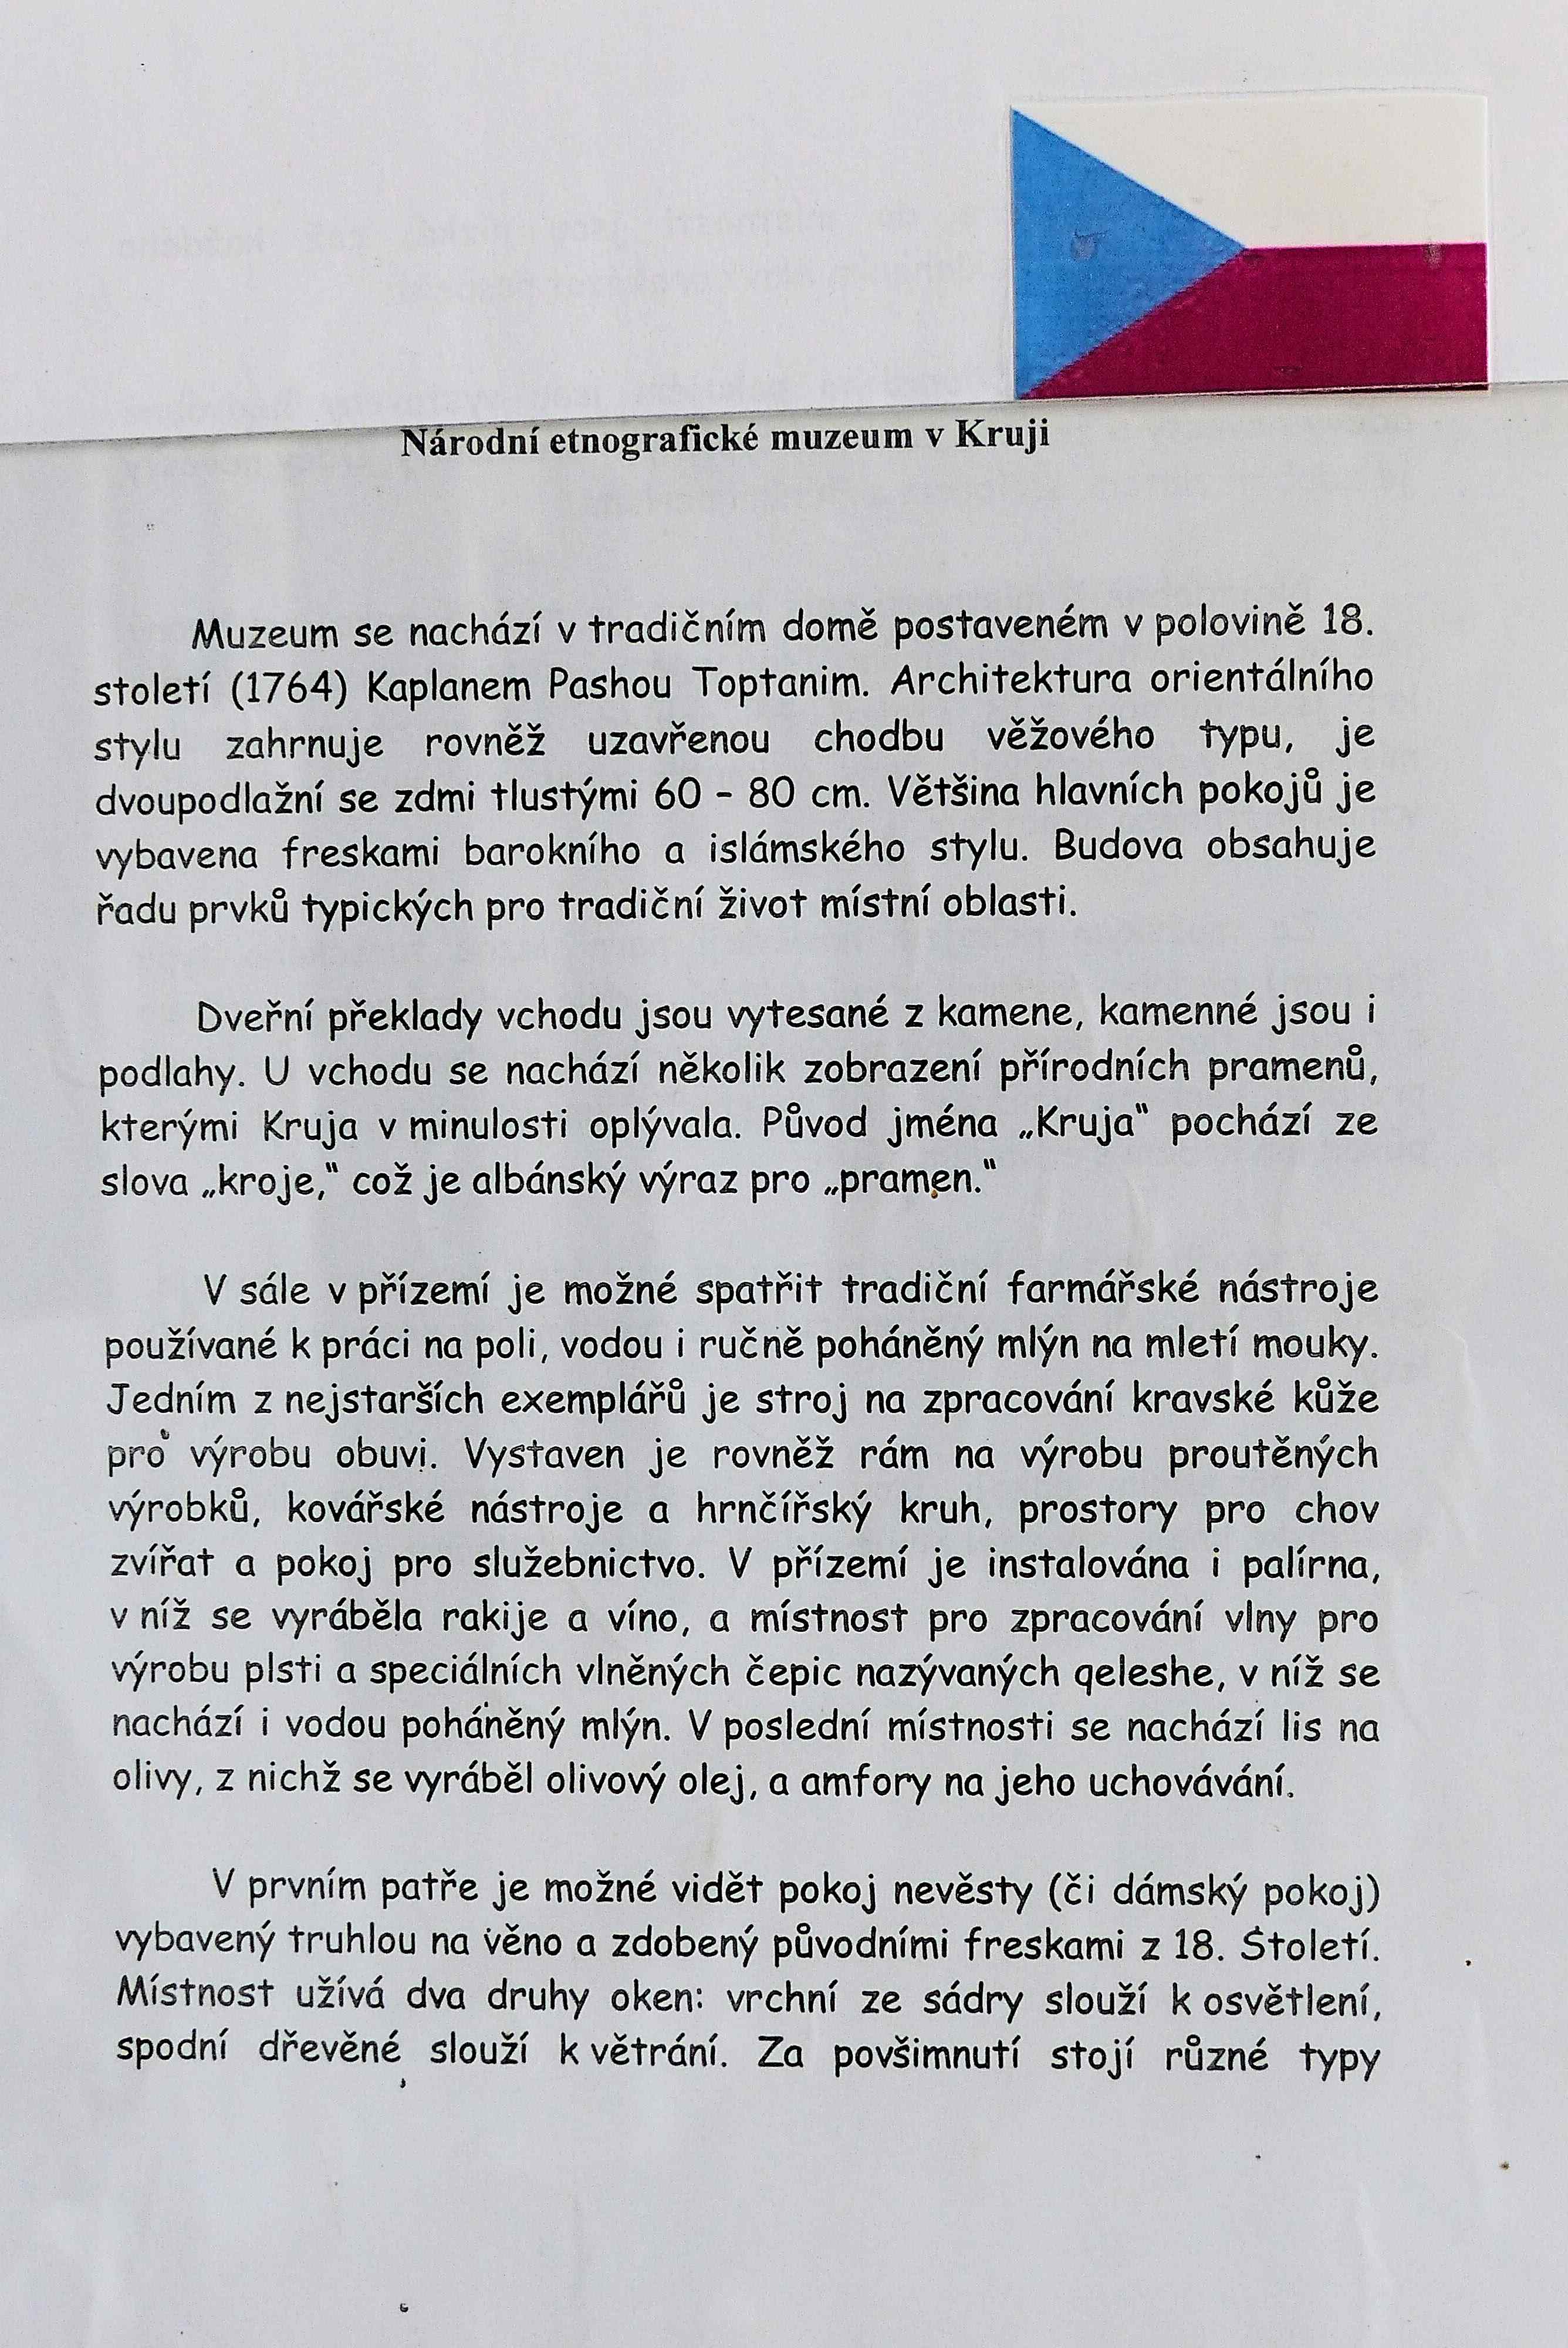 Národní etnografické muzeum v Kruji
Muzeum se nachází v tradičním domě postaveném v polovině 18.
století (1764) Kaplanem Pashou Toptanim. Architektura orientálního
stylu zahrnuje rovněž uzavřenou chodbu věžového typu, je
dvoupodlažní se zdmi tlustými 60 – 80 cm. Většina hlavních pokojů je
vybavena freskami barokního a islámského stylu. Budova obsahuje
řadu prvků typických pro tradiční život místní oblasti.
Dveřní překlady vchodu jsou vytesané z kamene, kamenné jsou i
podlahy. U vchodu se nachází několik zobrazení přírodních pramenů,
kterými Kruja v minulosti oplývala. Původ jména „Kruja" pochází ze
slova „kroje," což je albánský výraz pro „pramen."
V sále v přízemí je možné spatřit tradiční farmářské nástroje
používané k práci na poli, vodou i ručně poháněný mlýn na mletí mouky.
Jedním z nejstarších exemplářů je stroj na zpracování kravské kůže
pro výrobu obuvi. Vystaven je rovněž rám na výrobu proutěných
výrobků, kovářské nástroje a hrnčířský kruh, prostory pro chov
zvířat a pokoj pro služebnictvo. V přízemí je instalována i palírna,
v níž se vyráběla rakije a víno, a místnost pro zpracování vlny pro
výrobu plsti a speciálních vlněných čepic nazývaných qeleshe, v níž se
nachází i vodou poháněný mlýn. V poslední místnosti se nachází lis na
olivy, z nichž se vyráběl olivový olej, a amfory na jeho uchovávání.
V prvním patře je možné vidět pokoj nevěsty (či dámský pokoj)
vybavený truhlou na věno a zdobený původními freskami z 18. Století.
Místnost užívá dva druhy oken: vrchní ze sádry slouží k osvětlení,
spodní dřevěné slouží k větrání. Za povšimnutí stojí různé typy